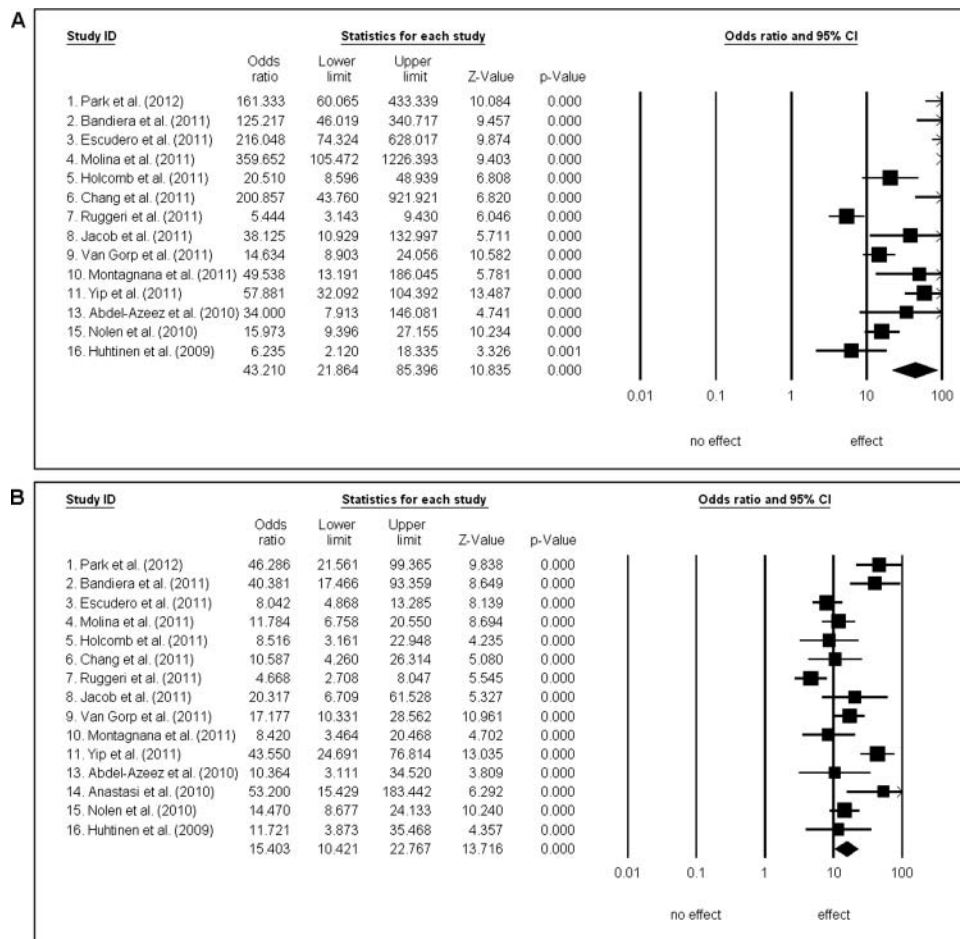 A
Study ID Statistics for each study Odds ratio and 95% CI
Odds Lower Upper
ratio limit limit Z-Value p-Value
1. Park et al. (2012) 161.333 60.065 433.339 10.084 0.000
2. Bandiera et al. (2011) 125.217 46.019 340.717 9.457 0.000
3. Escudero et al. (2011) 216.048 74.324 628.017 9.874 0.000
4. Molina et al. (2011) 359.652 105.472 1226.393 9.403 0.000
5. Holcomb et al. (2011) 20.510 8.596 48.939 6.808 0.000
6. Chang et al. (2011) 200.857 43.760 921.921 6.820 0.000
7. Ruggeri et al. (2011) 5.444 3.143 9.430 6.046 0.000
8. Jacob et al. (2011) 38.125 10.929 132.997 5.711 0.000
9. Van Gorp et al. (2011) 14.634 8.903 24.056 10.582 0.000
10. Montagnana et al. (2011) 49.538 13.191 186.045 5.781 0.000
11. Yip et al. (2011) 57.881 32.092 104.392 13.487 0.000
13. Abdel-Azeez et al. (2010) 34.000 7.913 146.081 4.741 0.000
15. Nolen et al. (2010) 15.973 9.396 27.155 10.234 0.000
16. Huhtinen et al. (2009) 6.235 2.120 18.335 3.326 0.001
43.210 21.864 85.396 10.835 0.000
0.01 0.1 1 10 100
no effect effect
B
Study ID Statistics for each study Odds ratio and 95% CI
Odds Lower Upper
ratio limit limit Z-Value p-Value
1. Park et al. (2012) 46.286 21.561 99.365 9.838 0.000
2. Bandiera et al. (2011) 40.381 17.466 93.359 8.649 0.000
3. Escudero et al. (2011) 8.042 4.868 13.285 8.139 0.000
4. Molina et al. (2011) 11.784 6.758 20.550 8.694 0.000
5. Holcomb et al. (2011) 8.516 3.161 22.948 4.235 0.000
6. Chang et al. (2011) 10.587 4.260 26.314 5.080 0.000
7. Ruggeri et al. (2011) 4.668 2.708 8.047 5.545 0.000
8. Jacob et al. (2011) 20.317 6.709 61.528 5.327 0.000
9. Van Gorp et al. (2011) 17.177 10.331 28.562 10.961 0.000
10. Montagnana et al. (2011) 8.420 3.464 20.468 4.702 0.000
11. Yip et al. (2011) 43.550 24.691 76.814 13.035 0.000
13. Abdel-Azeez et al. (2010) 10.364 3.111 34.520 3.809 0.000
14. Anastasi et al. (2010) 53.200 15.429 183.442 6.292 0.000
15. Nolen et al. (2010) 14.470 8.677 24.133 10.240 0.000
16. Huhtinen et al. (2009) 11.721 3.873 35.468 4.357 0.000
15.403 10.421 22.767 13.716 0.000
0.01 0.1 1 10 100
no effect effect